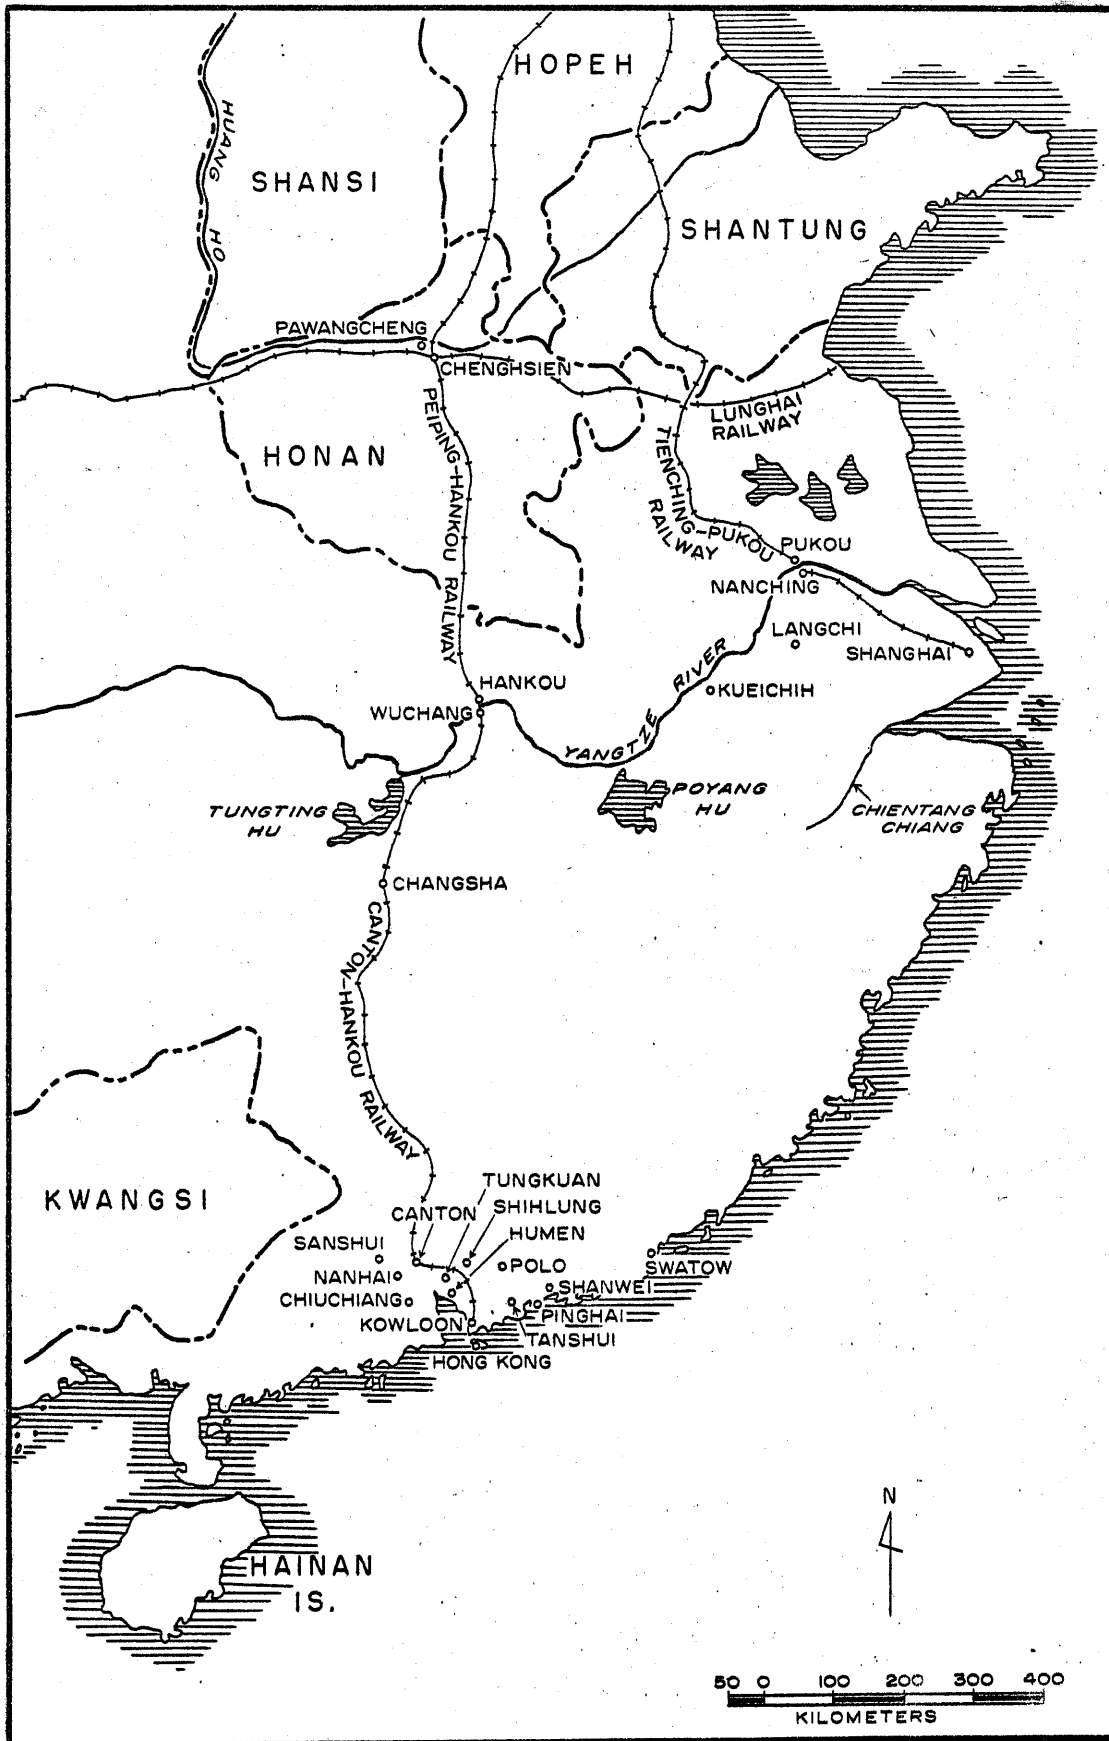 HOPEH
HUANG HO
SHANSI
SHANTUNG
PAWANGCHENG
CHENGHSIEN
PEIPING-HANKOU RAILWAY
LUNGHAI
RAILWAY
HONAN
TIENCHING-PUKOU
RAILWAY
PUKOU
NANCHING
LANGCHI
SHANGHAI
HANKOU
KUEICHIH
WUCHANG
YANGTZE RIVER
TUNGTING
HU
POYANG
HU
CHIENTANG
CHIANG
CHANGSHA
CANTON-HANKOU RAILWAY
KWANGSI
TUNGKUAN
SHIHLUNG
CANTON
HUMEN
SANSHUI
POLO
SWATOW
NANHAI
SHANWEI
CHIUCHIANG
PINGHAI
KOWLOON
TANSHUI
HONG KONG
N
HAINAN
IS.
50 0 100 200 300 400
KILOMETERS